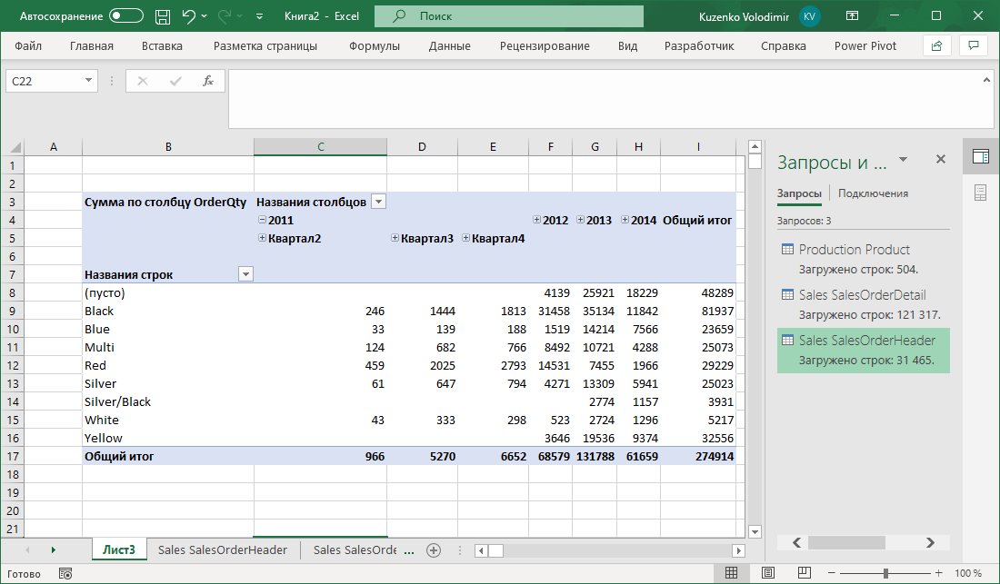 Автосохранение Книга2 - Excel Поиск Kuzenko Volodimir KV
Файл Главная Вставка Разметка страницы Формулы Данные Рецензирование Вид Разработчик Справка Power Pivot
C22 fx
A B C D E F G H I
1
2
3 Сумма по столбцу OrderQty Названия столбцов
4 2011 2012 2013 2014 Общий итог
5 Квартал2 Квартал3 Квартал4
6
7 Названия строк
8 (пусто) 4139 25921 18229 48289
9 Black 246 1444 1813 31458 35134 11842 81937
10 Blue 33 139 188 1519 14214 7566 23659
11 Multi 124 682 766 8492 10721 4288 25073
12 Red 459 2025 2793 14531 7455 1966 29229
13 Silver 61 647 794 4271 13309 5941 25023
14 Silver/Black 2774 1157 3931
15 White 43 333 298 523 2724 1296 5217
16 Yellow 3646 19536 9374 32556
17 Общий итог 966 5270 6652 68579 131788 61659 274914
18
19
20
21
Запросы и ...
Запросы Подключения
Запросов: 3
Production Product
Загружено строк: 504.
Sales SalesOrderDetail
Загружено строк: 121 317.
Sales SalesOrderHeader
Загружено строк: 31 465.
Лист3 Sales SalesOrderHeader Sales SalesOrde ...
Готово 100 %